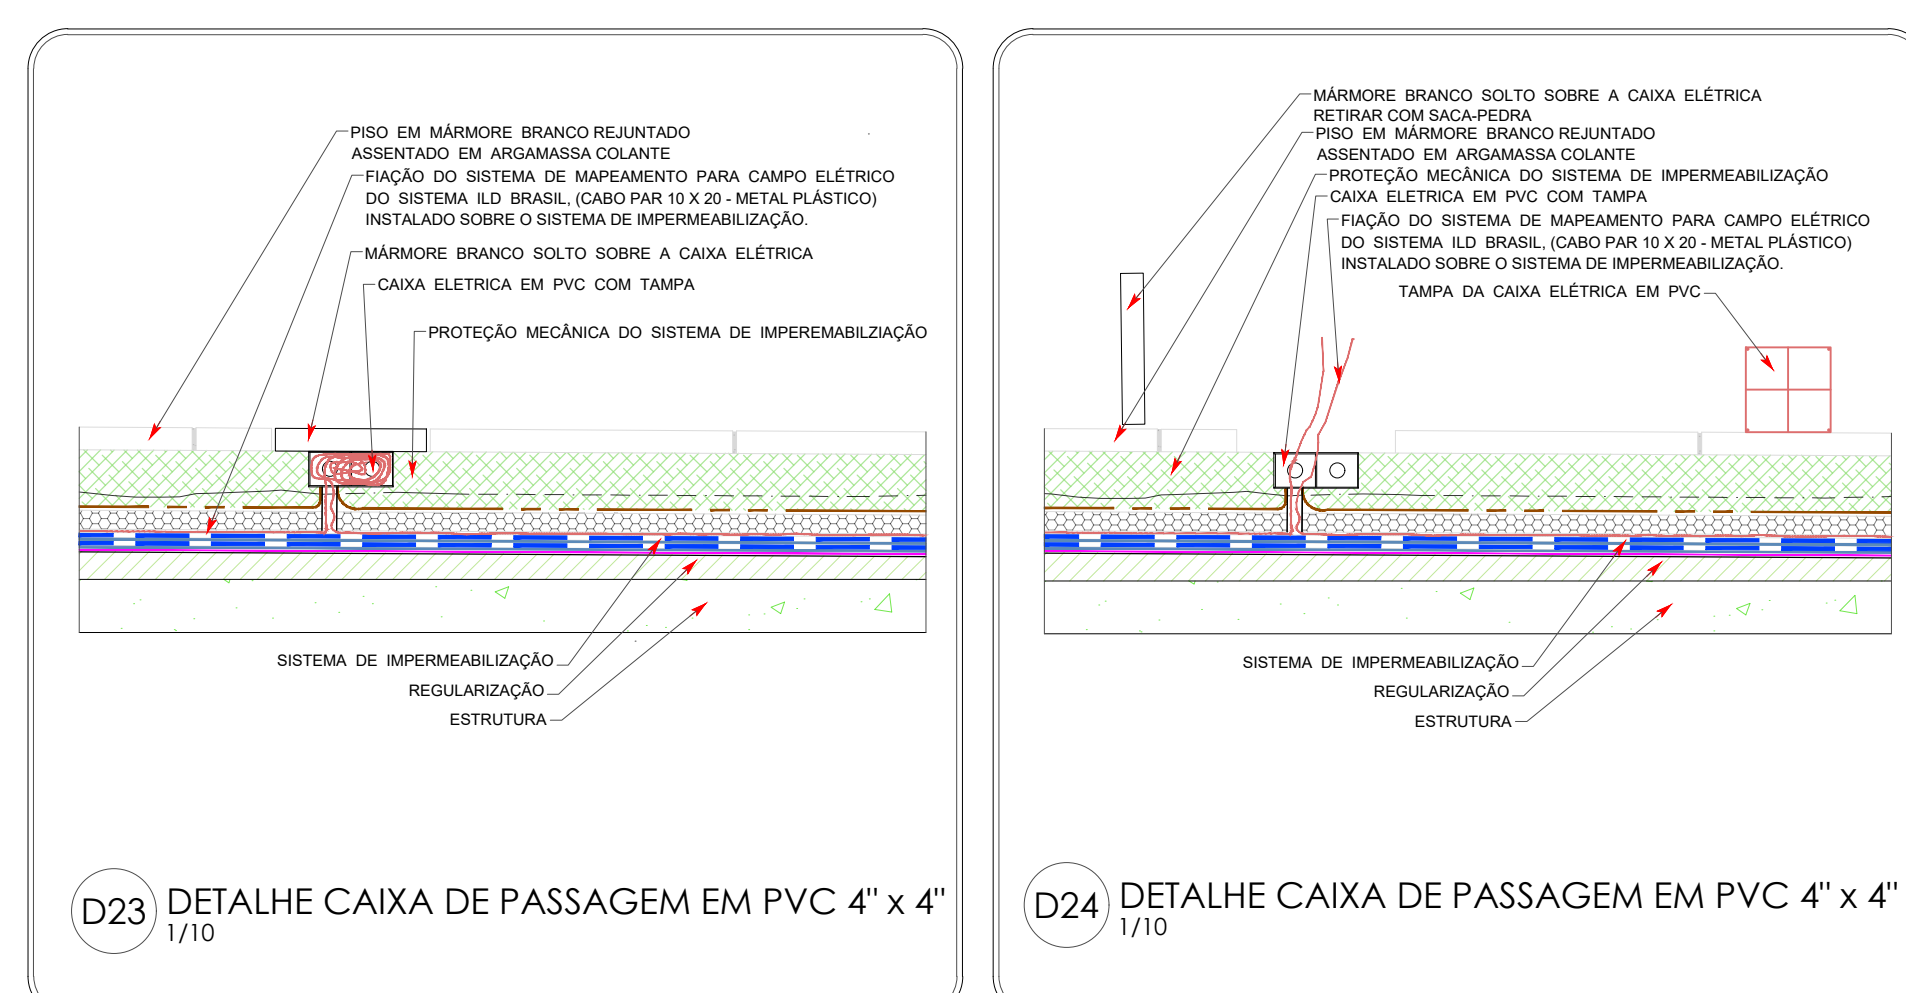 PISO EM MÁRMORE BRANCO REJUNTADO
ASSENTADO EM ARGAMASSA COLANTE
FIAÇÃO DO SISTEMA DE MAPEAMENTO PARA CAMPO ELÉTRICO
DO SISTEMA ILD BRASIL, (CABO PAR 10 X 20 - METAL PLÁSTICO)
INSTALADO SOBRE O SISTEMA DE IMPERMEABILIZAÇÃO.
MÁRMORE BRANCO SOLTO SOBRE A CAIXA ELÉTRICA
CAIXA ELETRICA EM PVC COM TAMPA
PROTEÇÃO MECÂNICA DO SISTEMA DE IMPEREMABILZIAÇÃO
SISTEMA DE IMPERMEABILIZAÇÃO
REGULARIZAÇÃO
ESTRUTURA
D23
DETALHE CAIXA DE PASSAGEM EM PVC 4" x 4"
1/10
MÁRMORE BRANCO SOLTO SOBRE A CAIXA ELÉTRICA
RETIRAR COM SACA-PEDRA
PISO EM MÁRMORE BRANCO REJUNTADO
ASSENTADO EM ARGAMASSA COLANTE
PROTEÇÃO MECÂNICA DO SISTEMA DE IMPERMEABILIZAÇÃO
CAIXA ELETRICA EM PVC COM TAMPA
FIAÇÃO DO SISTEMA DE MAPEAMENTO PARA CAMPO ELÉTRICO
DO SISTEMA ILD BRASIL, (CABO PAR 10 X 20 - METAL PLÁSTICO)
INSTALADO SOBRE O SISTEMA DE IMPERMEABILIZAÇÃO.
TAMPA DA CAIXA ELÉTRICA EM PVC
SISTEMA DE IMPERMEABILIZAÇÃO
REGULARIZAÇÃO
ESTRUTURA
D24
DETALHE CAIXA DE PASSAGEM EM PVC 4" x 4"
1/10